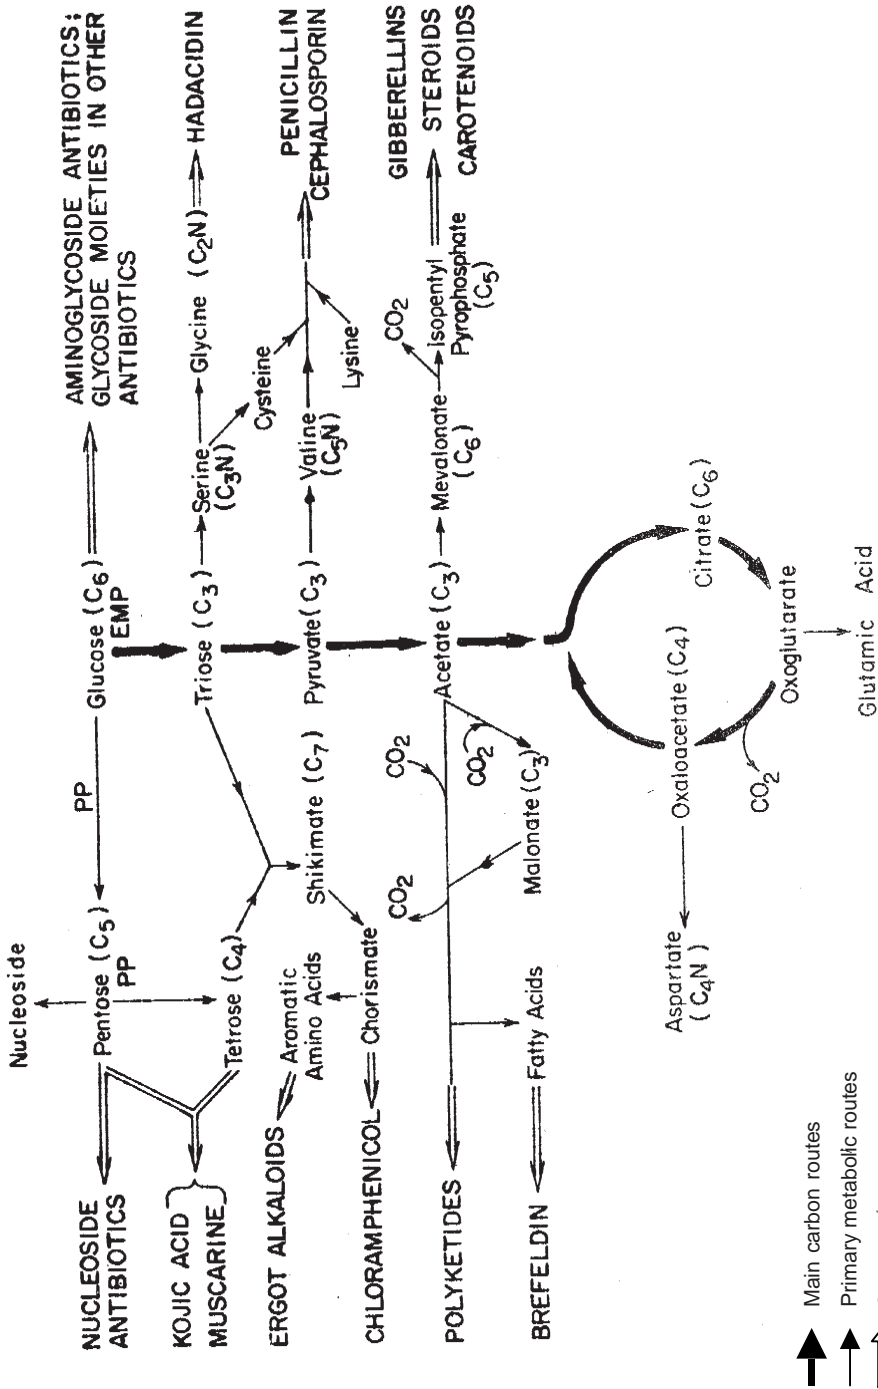 AMINOGLYCOSIDE ANTIBIOTICS;
GLYCOSIDE MOIETIES IN OTHER
ANTIBIOTICS
Nucleoside
NUCLEOSIDE
ANTIBIOTICS
Pentose (C5)
PP
PP
Glucose (C6)
EMP
KOJIC ACID
MUSCARINE
Tetrose (C4)
Triose (C3)
Serine
(C3N)
Glycine (C2N)
HADACIDIN
Cysteine
ERGOT ALKALOIDS
Aromatic
Amino Acids
Shikimate (C7)
Pyruvate (C3)
Valine
(C5N)
Lysine
PENICILLIN
CEPHALOSPORIN
CHLORAMPHENICOL
Chorismate
CO2
CO2
CO2
POLYKETIDES
Acetate (C3)
Mevalonate
(C6)
CO2
Isopentyl
Pyrophosphate
(C5)
GIBBERELLINS
STEROIDS
CAROTENOIDS
BREFELDIN
Fatty Acids
Malonate (C3)
Aspartate
(C4N)
Oxaloacetate (C4)
Citrate (C6)
CO2
Oxoglutarate
Glutamic Acid
Main carbon routes
Primary metabolic routes